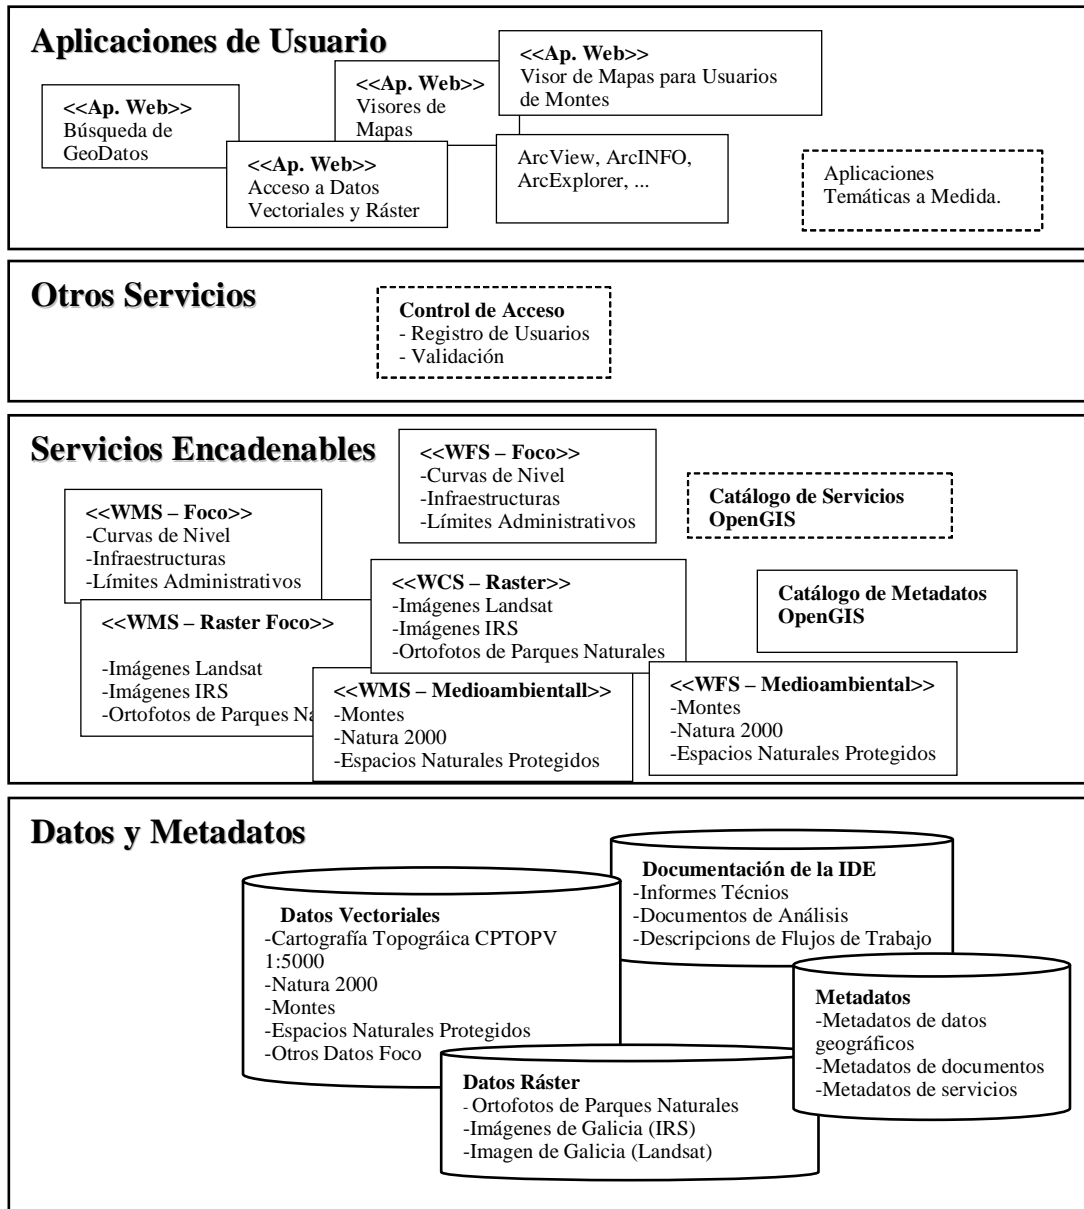 Aplicaciones de Usuario
<<Ap. Web>>
Búsqueda de
GeoDatos
<<Ap. Web>>
Visores de
Mapas
<<Ap. Web>>
Visor de Mapas para Usuarios
de Montes
<<Ap. Web>>
Acceso a Datos
Vectoriales y Ráster
ArcView, ArcINFO,
ArcExplorer, ...
Aplicaciones
Temáticas a Medida.
Otros Servicios
Control de Acceso
- Registro de Usuarios
- Validación
Servicios Encadenables
<<WFS – Foco>>
-Curvas de Nivel
-Infraestructuras
-Límites Administrativos
<<WMS – Foco>>
-Curvas de Nivel
-Infraestructuras
-Límites Administrativos
Catálogo de Servicios
OpenGIS
<<WCS – Raster>>
-Imágenes Landsat
-Imágenes IRS
-Ortofotos de Parques Naturales
Catálogo de Metadatos
OpenGIS
<<WMS – Raster Foco>>
-Imágenes Landsat
-Imágenes IRS
-Ortofotos de Parques Na
<<WMS – Medioambientall>>
-Montes
-Natura 2000
-Espacios Naturales Protegidos
<<WFS – Medioambiental>>
-Montes
-Natura 2000
-Espacios Naturales Protegidos
Datos y Metadatos
Documentación de la IDE
-Informes Técnios
-Documentos de Análisis
-Descripcions de Flujos de Trabajo
Datos Vectoriales
-Cartografía Topográica CPTOPV
1:5000
-Natura 2000
-Montes
-Espacios Naturales Protegidos
-Otros Datos Foco
Metadatos
-Metadatos de datos
geográficos
-Metadatos de documentos
-Metadatos de servicios
Datos Ráster
- Ortofotos de Parques Naturales
-Imágenes de Galicia (IRS)
-Imagen de Galicia (Landsat)